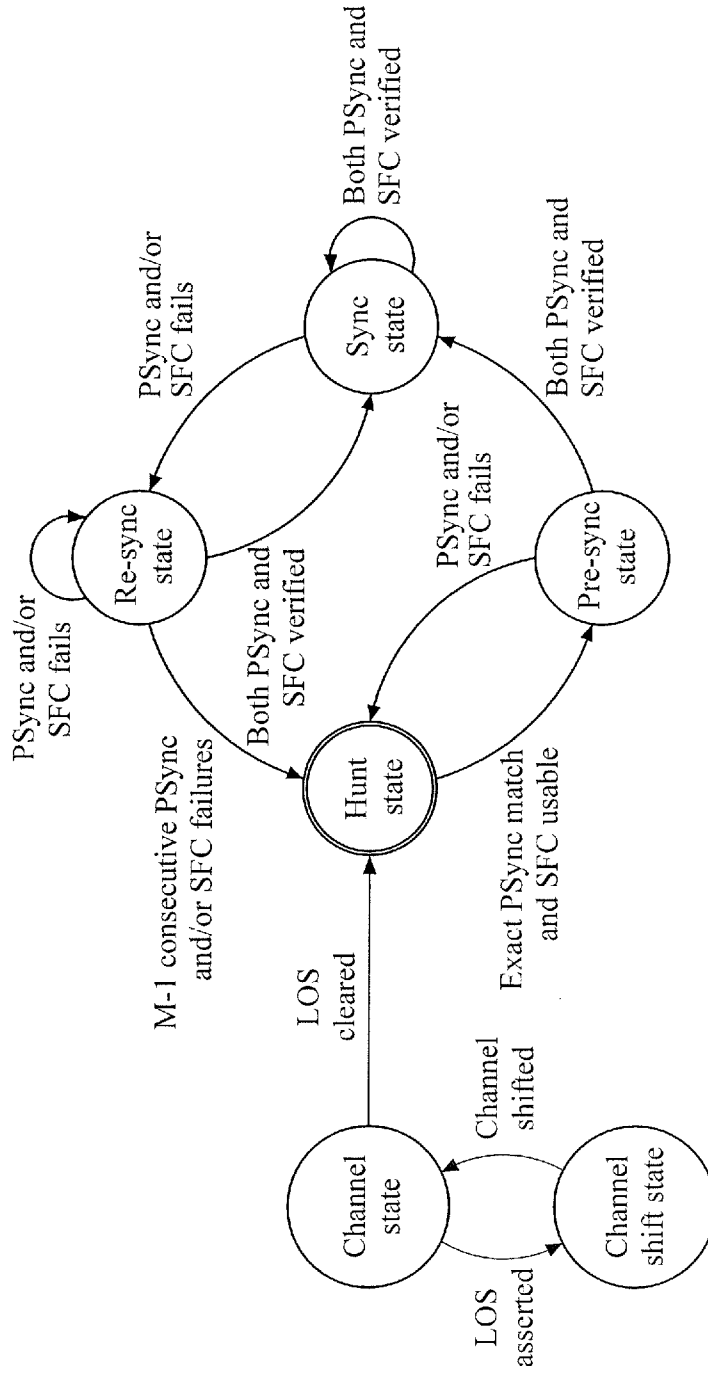 PSync and/or
SFC fails
Re-sync
state
PSync and/or
SFC fails
M-1 consecutive PSync
and/or SFC failures
Both PSync and
SFC verified
Sync
state
Both PSync and
SFC verified
Channel
state
LOS
cleared
Hunt
state
PSync and/or
SFC fails
LOS
asserted
Channel
shifted
Exact PSync match
and SFC usable
Both PSync and
SFC verified
Channel
shift state
Pre-sync
state